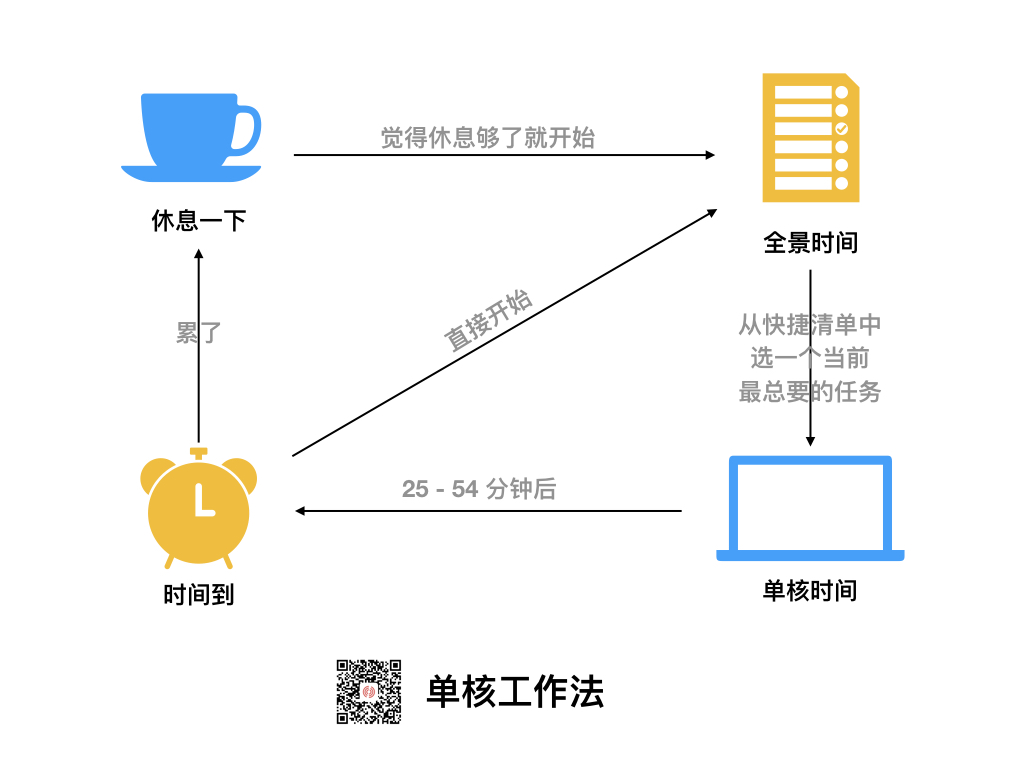 觉得休息够了就开始
休息一下
全景时间
累了
直接开始
从快捷清单中
选一个当前
最总要的任务
25 - 54 分钟后
时间到
单核时间
单核工作法